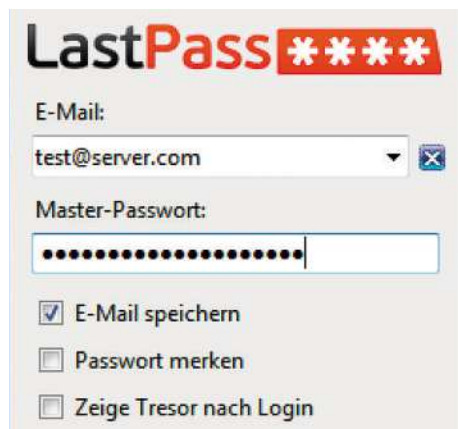 LastPass ****
E-Mail:
test@server.com
Master-Passwort:
••••••••••••••••••••
E-Mail speichern
Passwort merken
Zeige Tresor nach Login